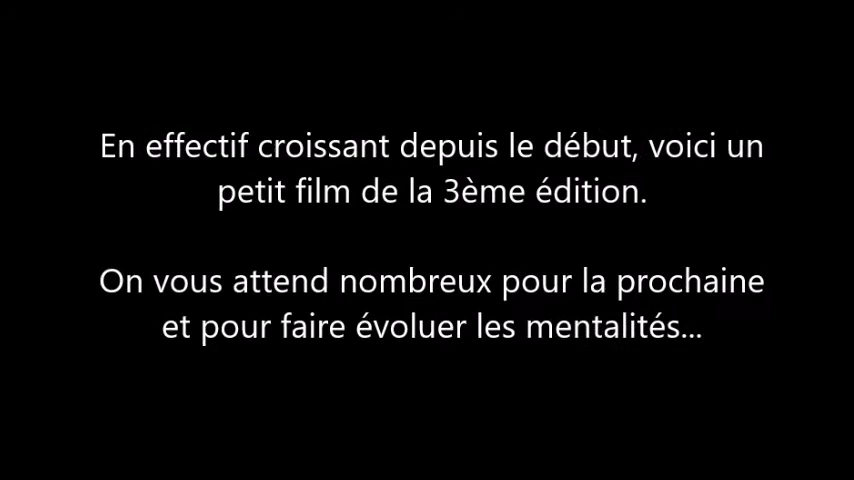 En effectif croissant depuis le début, voici un
petit film de la 3ème édition.
On vous attend nombreux pour la prochaine
et pour faire évoluer les mentalités...